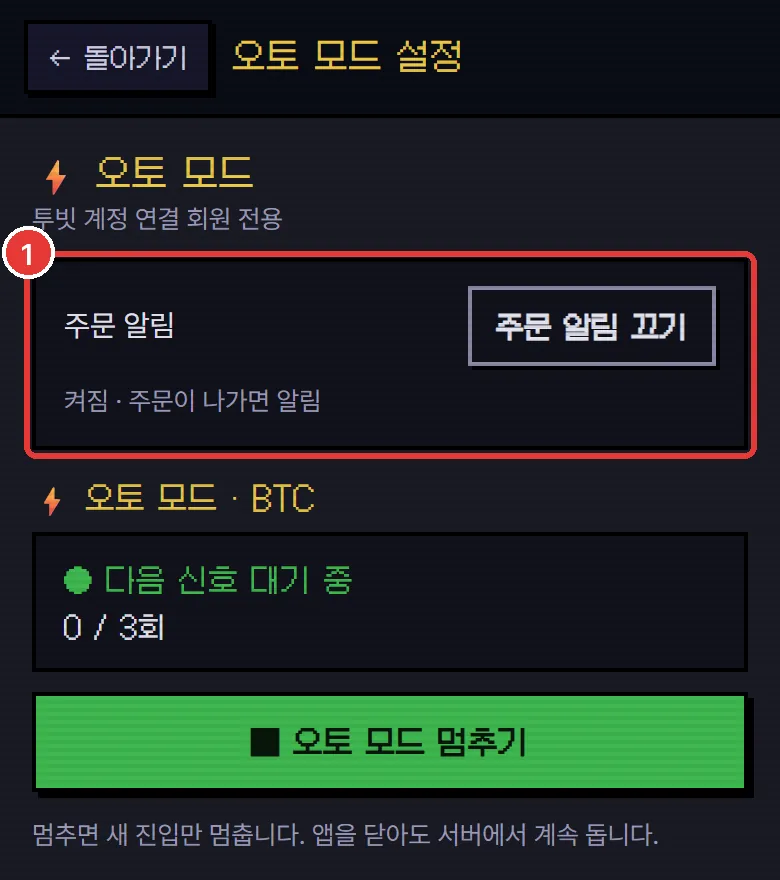 ← 돌아가기 오토 모드 설정
오토 모드
투빗 계정 연결 회원 전용
1
주문 알림 주문 알림 끄기
켜짐 · 주문이 나가면 알림
오토 모드 · BTC
다음 신호 대기 중
0 / 3회
■ 오토 모드 멈추기
멈추면 새 진입만 멈춥니다. 앱을 닫아도 서버에서 계속 돕니다.